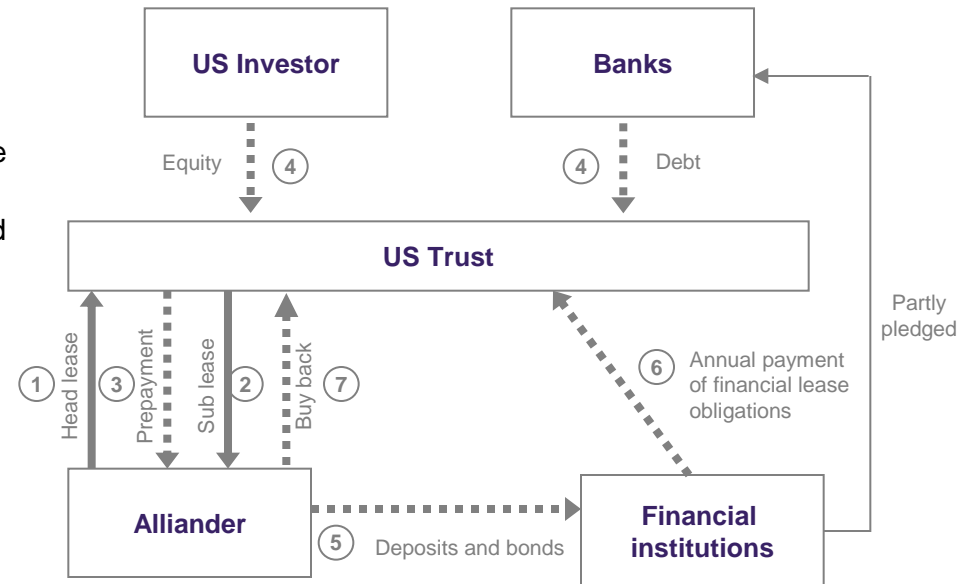 US Investor
Banks
e
Equity
4
4
Debt
d
US Trust
Partly
pledged
1
Head lease
3
Prepayment
Sub lease
2
Buy back
7
6
Annual payment
of financial lease
obligations
Alliander
5
Deposits and bonds
Financial
institutions